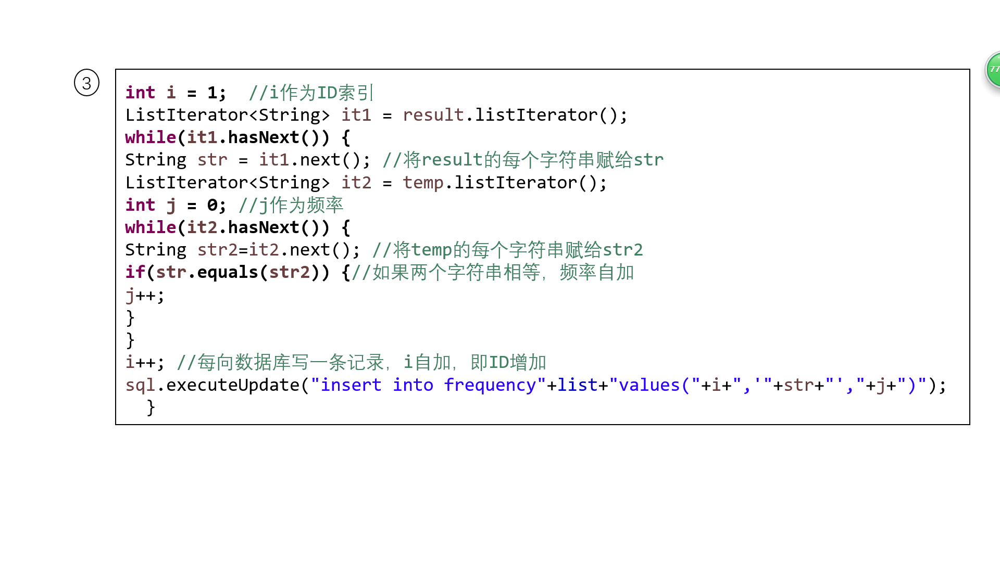 ③
int i = 1;  //i作为ID索引
ListIterator<String> it1 = result.listIterator();
while(it1.hasNext()) {
String str = it1.next(); //将result的每个字符串赋给str
ListIterator<String> it2 = temp.listIterator();
int j = 0; //j作为频率
while(it2.hasNext()) {
String str2=it2.next(); //将temp的每个字符串赋给str2
if(str.equals(str2)) {//如果两个字符串相等, 频率自加
j++;
}
}
i++; //每向数据库写一条记录, i自加, 即ID增加
sql.executeUpdate("insert into frequency"+list+"values("+i+",'"+str+"',"+j+")");
}